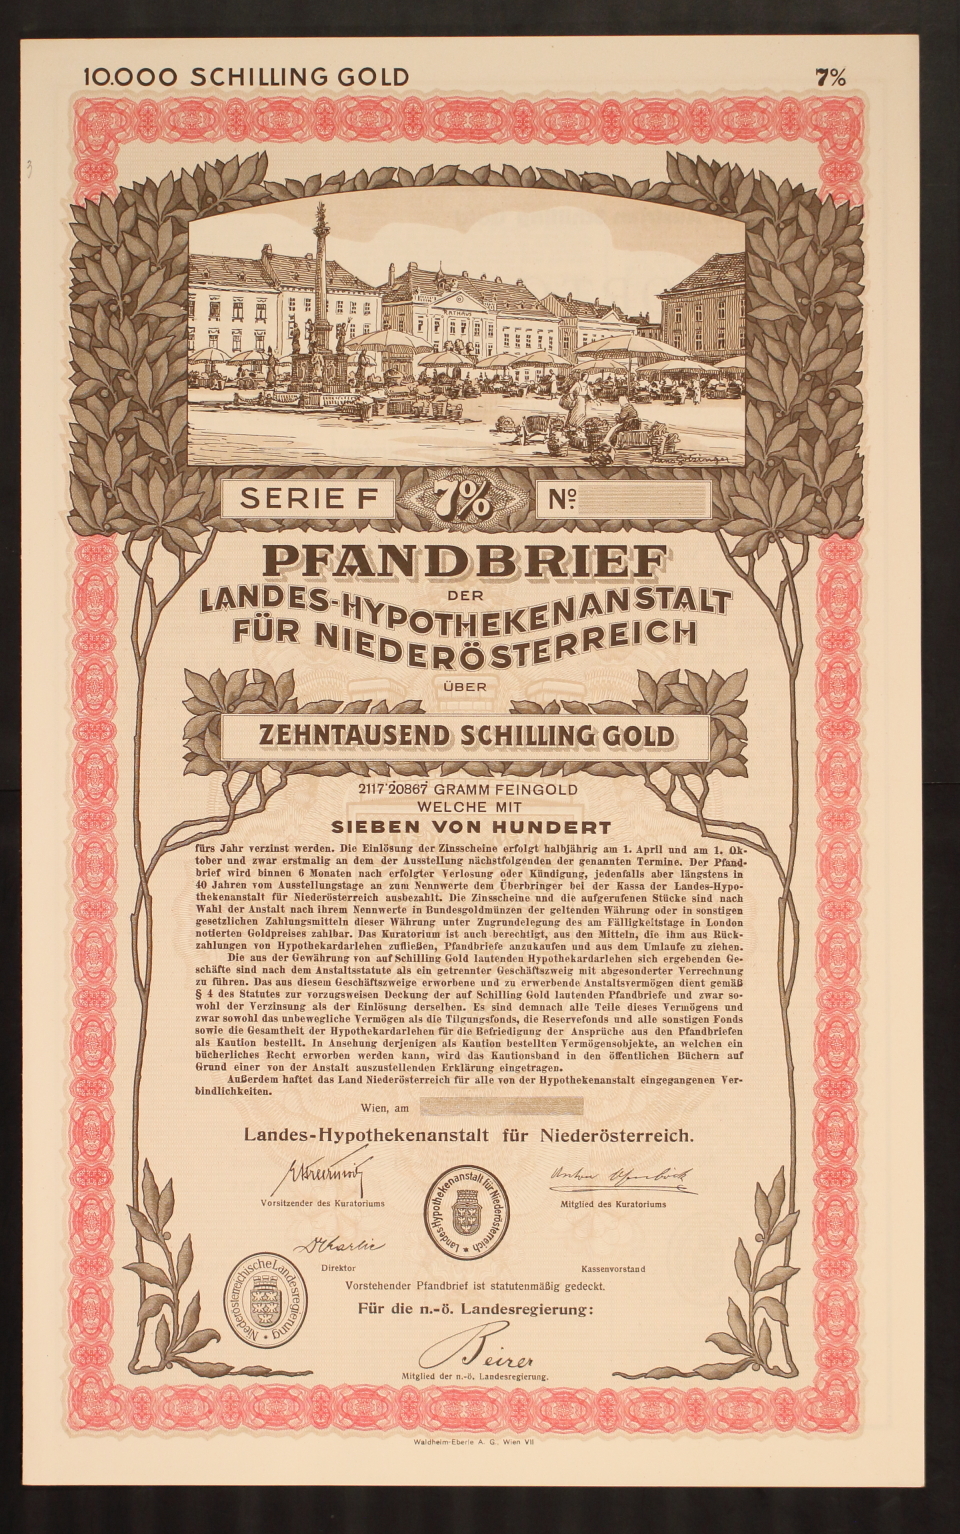 10.000 SCHILLING GOLD
7%
RATHAUS
SERIE F
7%
Nº.
PFANDBRIEF
DER
LANDES-HYPOTHEKENANSTALT
FÜR NIEDERÖSTERREICH
ÜBER
ZEHNTAUSEND SCHILLING GOLD
2117˙20867 GRAMM FEINGOLD
WELCHE MIT
SIEBEN VON HUNDERT
fürs Jahr verzinst werden. Die Einlösung der Zinsscheine erfolgt halbjährig am 1. April und am 1. Ok-
tober und zwar erstmalig an dem der Ausstellung nächstfolgenden der genannten Termine. Der Pfand-
brief wird binnen 6 Monaten nach erfolgter Verlosung oder Kündigung, jedenfalls aber längstens in
40 Jahren vom Ausstellungstage an zum Nennwerte dem Überbringer bei der Kassa der Landes-Hypo-
thekenanstalt für Niederösterreich ausbezahlt. Die Zinsscheine und die aufgerufenen Stücke sind nach
Wahl der Anstalt nach ihrem Nennwerte in Bundesgoldmünzen der geltenden Währung oder in sonstigen
gesetzlichen Zahlungsmitteln dieser Währung unter Zugrundelegung des am Fälligkeitstage in London
notierten Goldpreises zahlbar. Das Kuratorium ist auch berechtigt, aus den Mitteln, die ihm aus Rück-
zahlungen von Hypothekardarlehen zufließen, Pfandbriefe anzukaufen und aus dem Umlaufe zu ziehen.
Die aus der Gewährung von auf Schilling Gold lautenden Hypothekardarlehen sich ergebenden Ge-
schäfte sind nach dem Anstaltsstatute als ein getrennter Geschäftszweig mit abgesonderter Verrechnung
zu führen. Das aus diesem Geschäftszweige erworbene und zu erwerbende Anstaltsvermögen dient gemäß
§ 4 des Statutes zur vorzugsweisen Deckung der auf Schilling Gold lautenden Pfandbriefe und zwar so-
wohl der Verzinsung als der Einlösung derselben. Es sind demnach alle Teile dieses Vermögens und
zwar sowohl das unbewegliche Vermögen als die Tilgungsfonds, die Reservefonds und alle sonstigen Fonds
sowie die Gesamtheit der Hypothekardarlehen für die Befriedigung der Ansprüche aus den Pfandbriefen
als Kaution bestellt. In Ansehung derjenigen als Kaution bestellten Vermögensobjekte, an welchen ein
bücherliches Recht erworben werden kann, wird das Kautionsband in den öffentlichen Büchern auf
Grund einer von der Anstalt auszustellenden Erklärung eingetragen.
Außerdem haftet das Land Niederösterreich für alle von der Hypothekenanstalt eingegangenen Ver-
bindlichkeiten.
Wien, am
Landes-Hypothekenanstalt für Niederösterreich.
Vorsitzender des Kuratoriums
Landes-Hypothekenanstalt für Niederösterreich
Anton
Mitglied des Kuratoriums
Direktor
Kassenvorstand
Niederösterreichische Landesregierung
Vorstehender Pfandbrief ist statutenmäßig gedeckt.
Für die n.-ö. Landesregierung:
Beirer
Mitglied der n.-ö. Landesregierung.
Waldheim-Eberle A. G., Wien VII